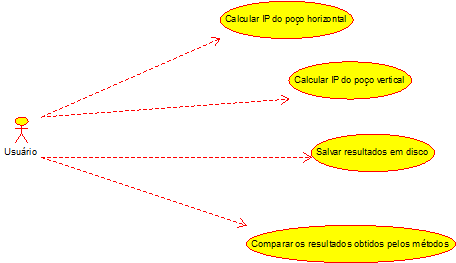 Calcular IP do poço horizontal
Calcular IP do poço vertical
Usuário
Salvar resultados em disco
Comparar os resultados obtidos pelos métodos